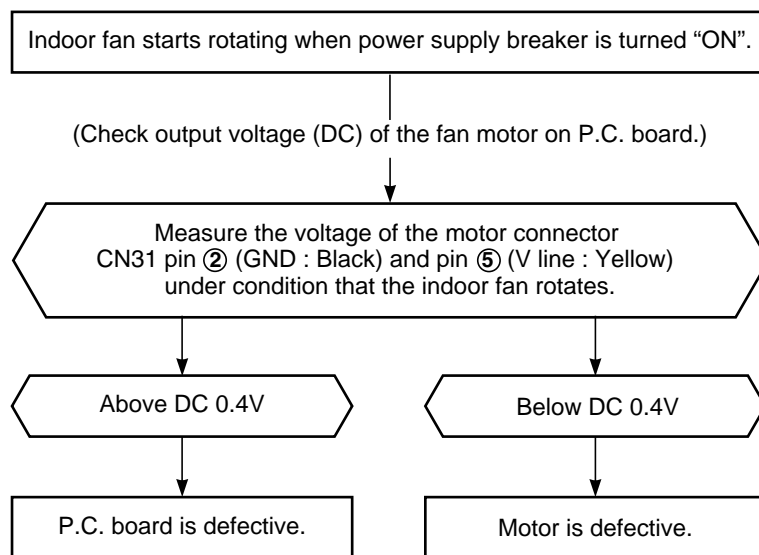 Indoor fan starts rotating when power supply breaker is turned “ON”.
(Check output voltage (DC) of the fan motor on P.C. board.)
Measure the voltage of the motor connector
CN31 pin ② (GND : Black) and pin ⑤ (V line : Yellow)
under condition that the indoor fan rotates.
Above DC 0.4V
Below DC 0.4V
P.C. board is defective.
Motor is defective.